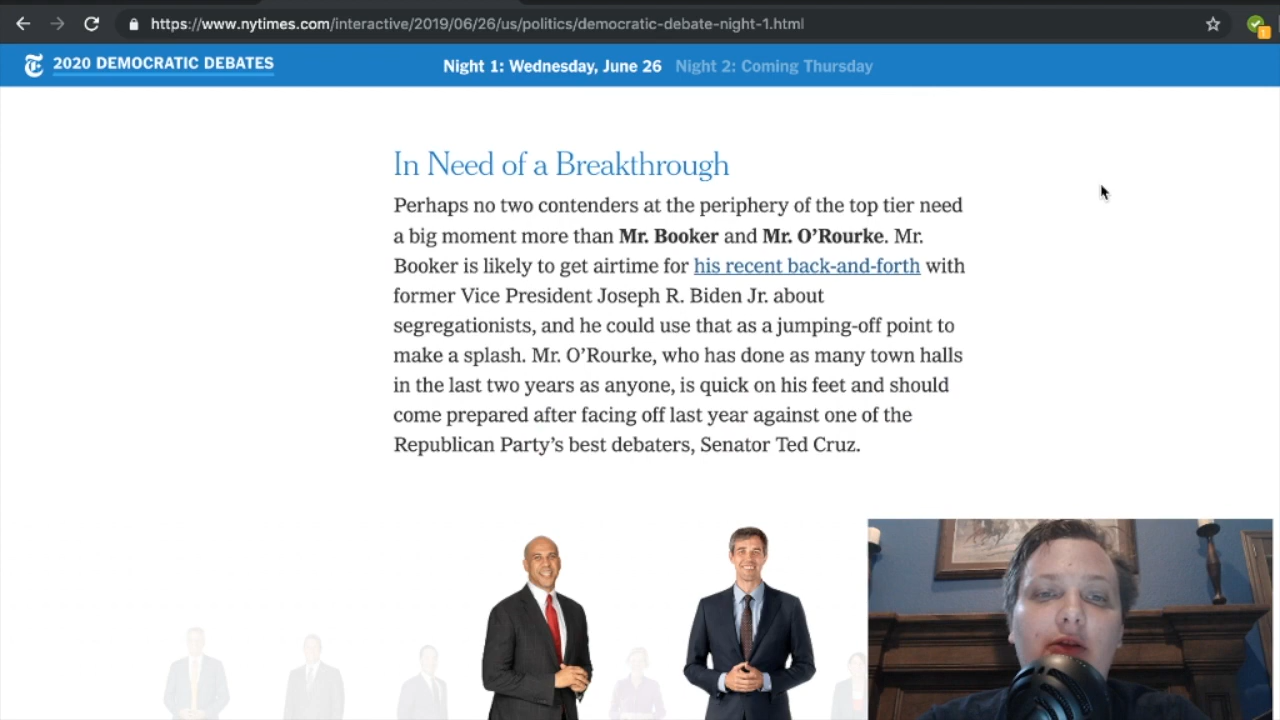 https://www.nytimes.com/interactive/2019/06/26/us/politics/democratic-debate-night-1.html
2020 DEMOCRATIC DEBATES
Night 1: Wednesday, June 26 Night 2: Coming Thursday
In Need of a Breakthrough
Perhaps no two contenders at the periphery of the top tier need
a big moment more than Mr. Booker and Mr. O’Rourke. Mr.
Booker is likely to get airtime for his recent back-and-forth with
former Vice President Joseph R. Biden Jr. about
segregationists, and he could use that as a jumping-off point to
make a splash. Mr. O’Rourke, who has done as many town halls
in the last two years as anyone, is quick on his feet and should
come prepared after facing off last year against one of the
Republican Party’s best debaters, Senator Ted Cruz.